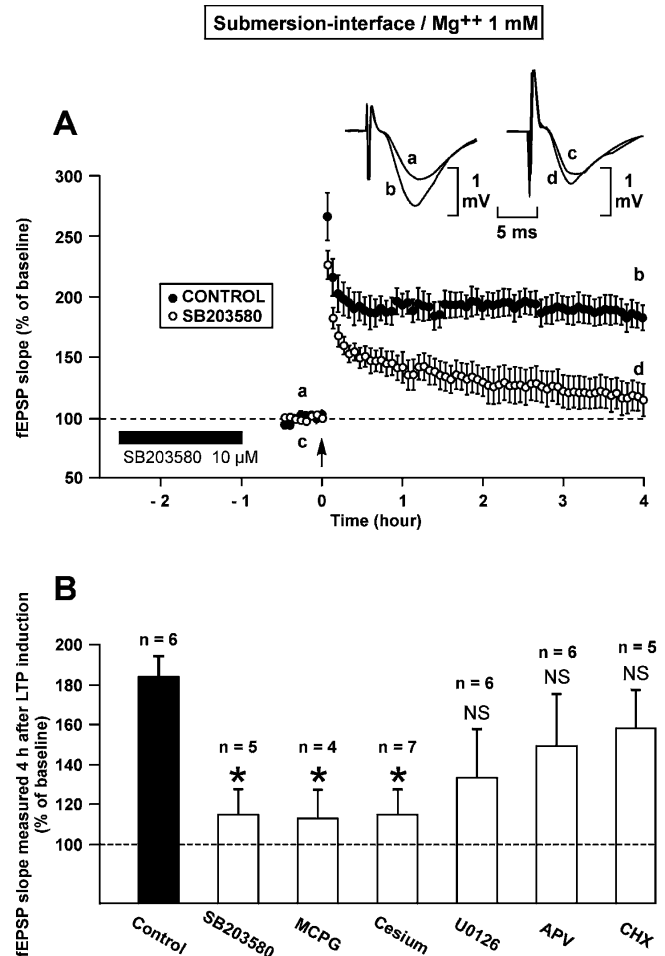 Submersion-interface / Mg++ 1 mM
A
a
b
1
mV
c
d
1
mV
5 ms
300
250
200
150
100
50
fEPSP slope (% of baseline)
CONTROL
SB203580
b
d
a
c
SB203580 10 µM
- 2
- 1
0
1
2
3
4
Time (hour)
B
fEPSP slope measured 4 h after LTP induction
(% of baseline)
200
180
160
140
120
100
n = 6
n = 5
*
n = 4
*
n = 7
*
n = 6
NS
n = 6
NS
n = 5
NS
Control
SB203580
MCPG
Cesium
U0126
APV
CHX